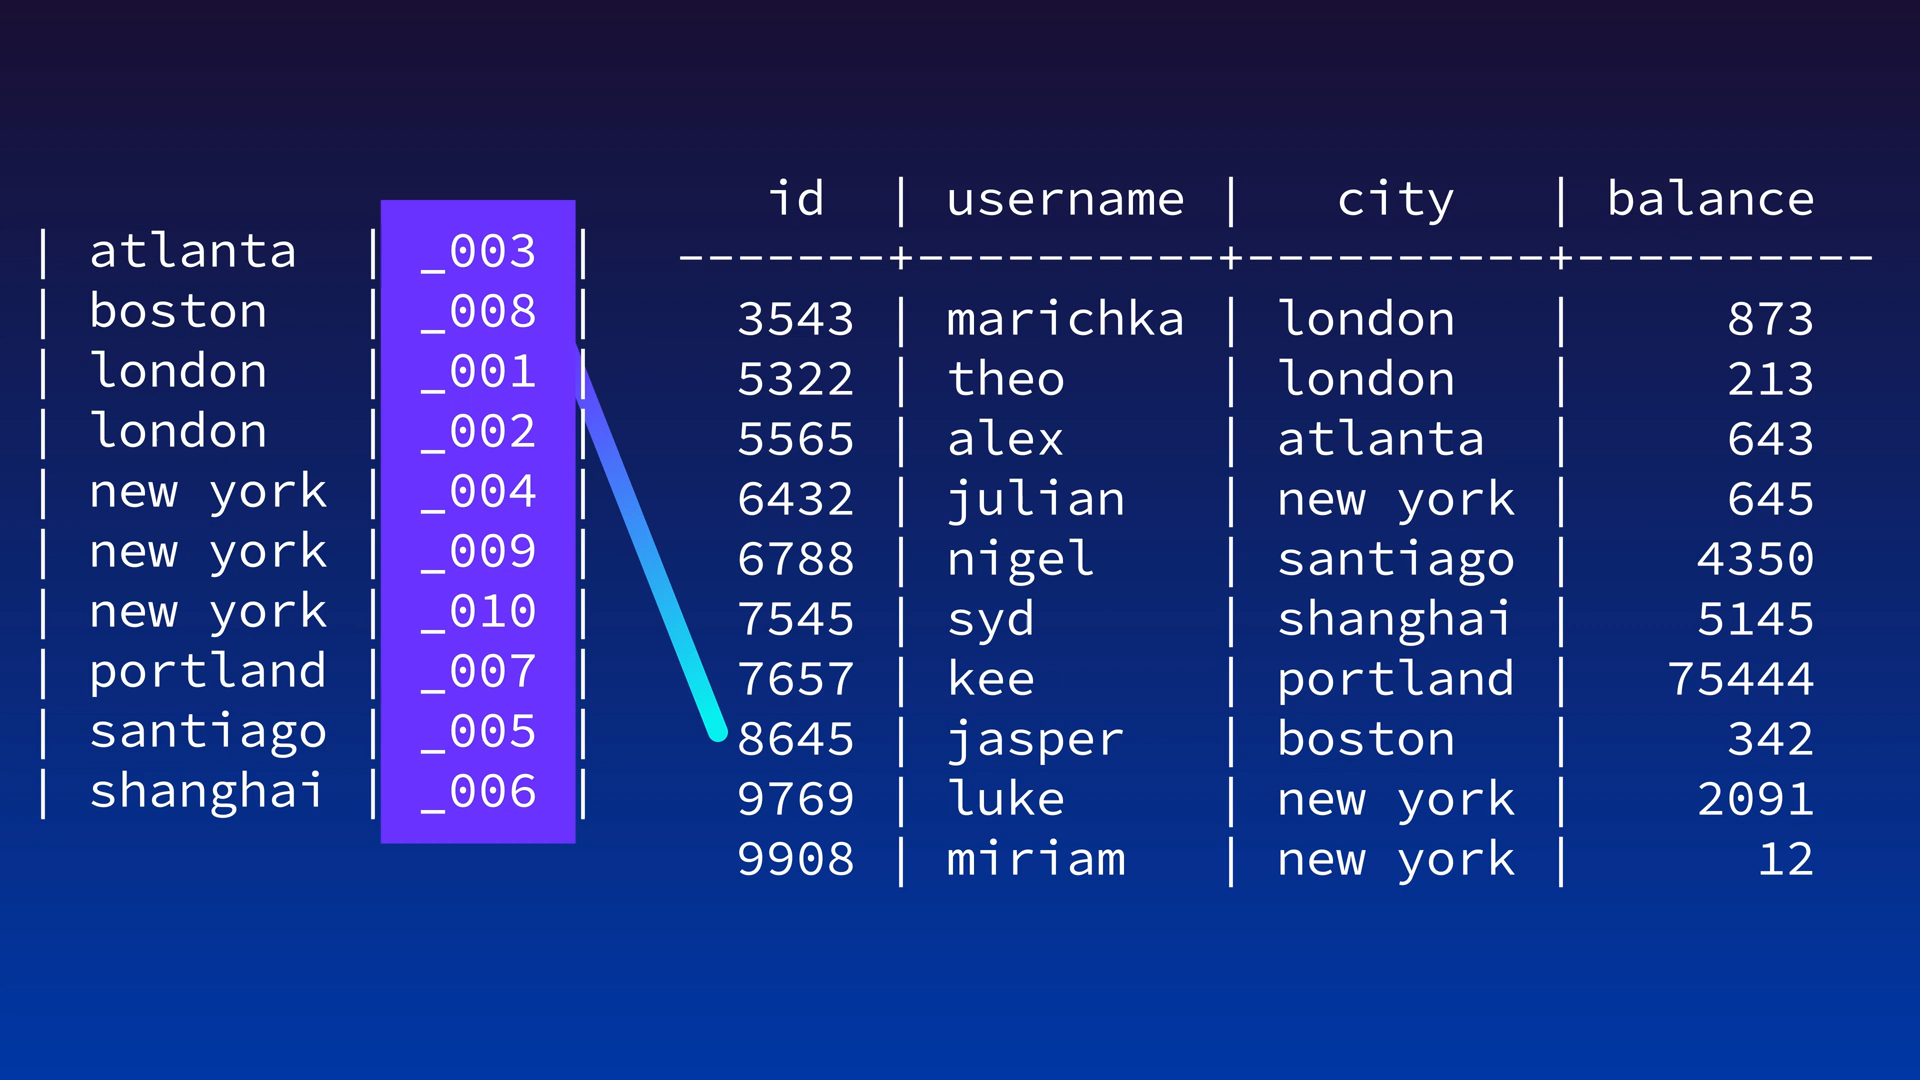 | atlanta | _003 |
| boston | _008 |
| london | _001 |
| london | _002 |
| new york | _004 |
| new york | _009 |
| new york | _010 |
| portland | _007 |
| santiago | _005 |
| shanghai | _006 |
id | username | city | balance
-------+----------+----------+----------
3543 | marichka | london | 873
5322 | theo | london | 213
5565 | alex | atlanta | 643
6432 | julian | new york | 645
6788 | nigel | santiago | 4350
7545 | syd | shanghai | 5145
7657 | kee | portland | 75444
8645 | jasper | boston | 342
9769 | luke | new york | 2091
9908 | miriam | new york | 12